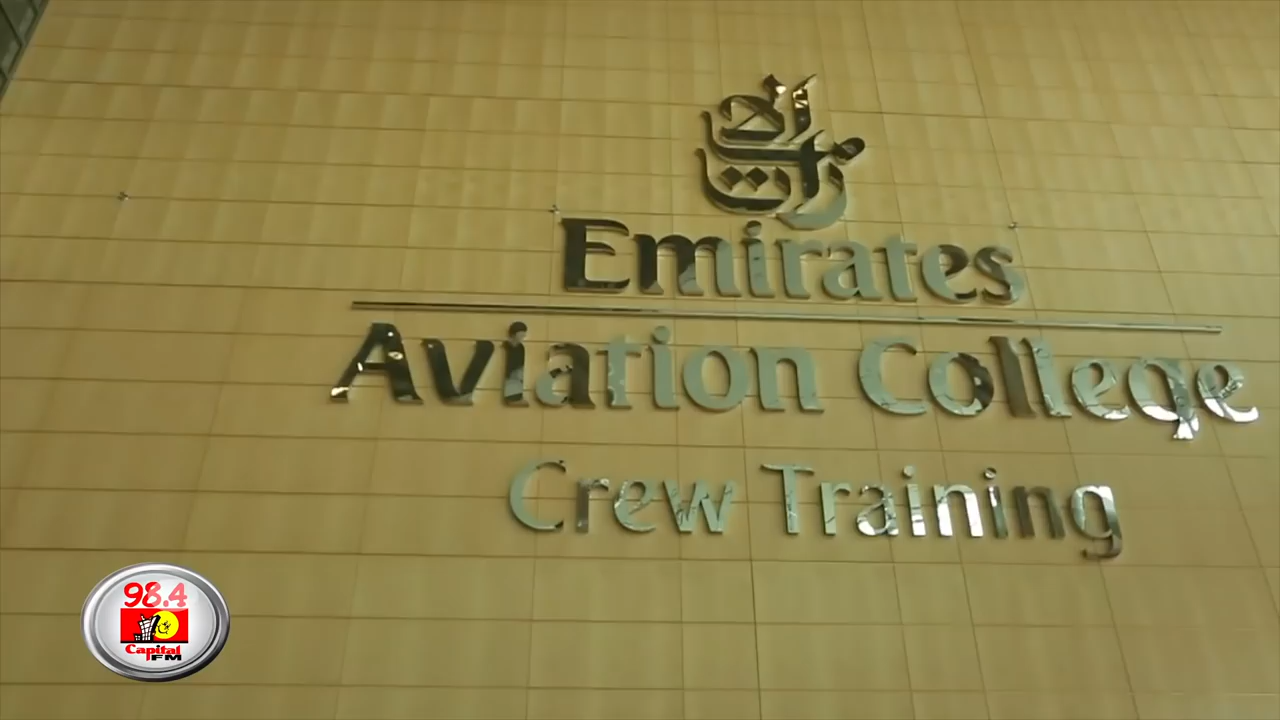 الإمارات
Emirates
Aviation College
Crew Training
98.4
Capital
FM